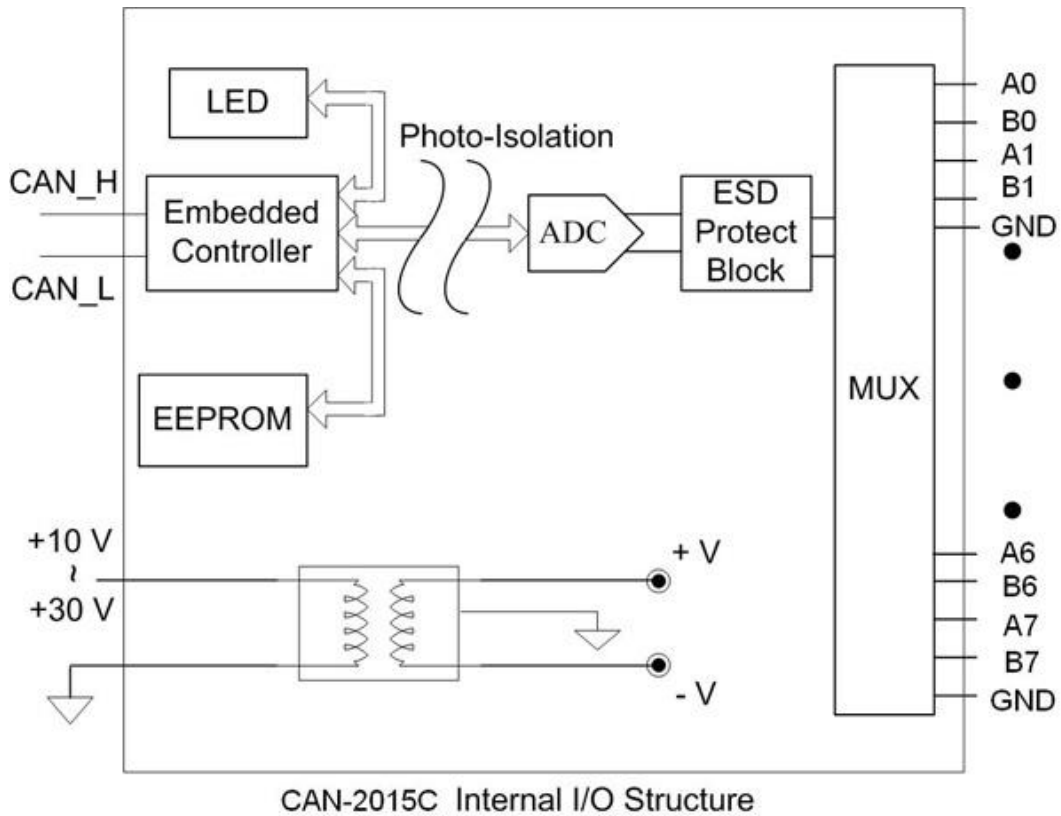 LED
Photo-Isolation
CAN_H
CAN_L
Embedded
Controller
ADC
ESD
Protect
Block
MUX
A0
B0
A1
B1
GND
EEPROM
+10 V
~
+30 V
+ V
- V
A6
B6
A7
B7
GND
CAN-2015C Internal I/O Structure